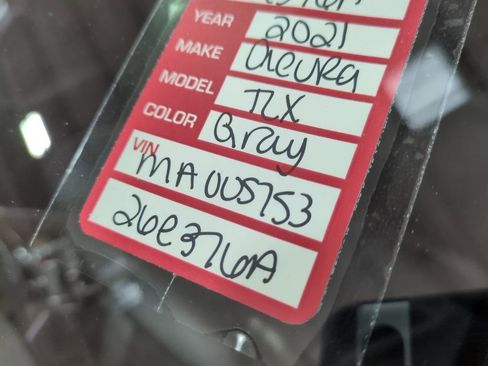 YEAR 2021
MAKE Acura
MODEL TLX
COLOR Gray
VIN MA005753
26E376A